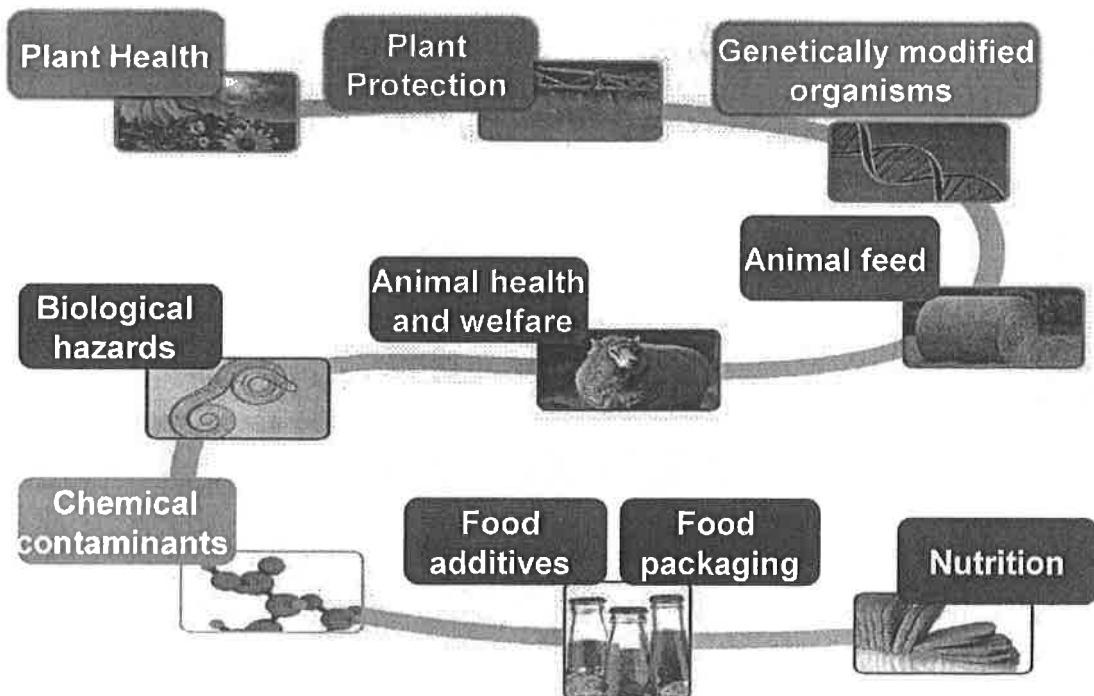 Plant Health
Plant
Protection
Genetically modified
organisms
Animal feed
Animal health
and welfare
Biological
hazards
Chemical
contaminants
Food
additives
Food
packaging
Nutrition